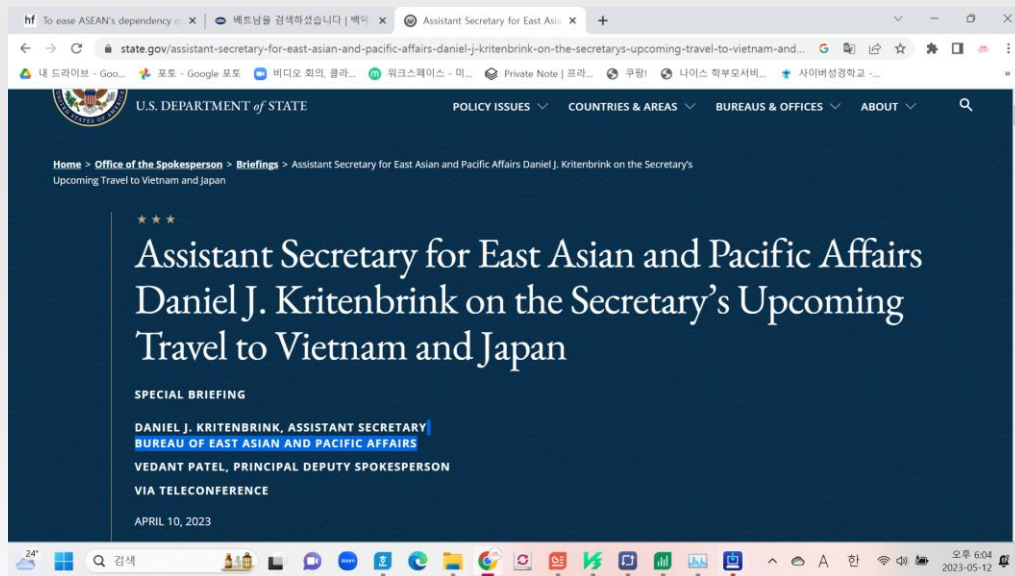 hf To ease ASEAN's dependency o
베트남을 검색하셨습니다 | 백악
Assistant Secretary for East Asia
state.gov/assistant-secretary-for-east-asian-and-pacific-affairs-daniel-j-kritenbrink-on-the-secretarys-upcoming-travel-to-vietnam-and...
내 드라이브 - Goo... 포토 - Google 포토 비디오 회의, 클라... 워크스페이스 - 미... Private Note | 프라... 쿠팡! 나이스 학부모서비... 사이버성경학교 -...
U.S. DEPARTMENT of STATE
POLICY ISSUES COUNTRIES & AREAS BUREAUS & OFFICES ABOUT
Home > Office of the Spokesperson > Briefings > Assistant Secretary for East Asian and Pacific Affairs Daniel J. Kritenbrink on the Secretary's
Upcoming Travel to Vietnam and Japan
Assistant Secretary for East Asian and Pacific Affairs
Daniel J. Kritenbrink on the Secretary's Upcoming
Travel to Vietnam and Japan
SPECIAL BRIEFING
DANIEL J. KRITENBRINK, ASSISTANT SECRETARY
BUREAU OF EAST ASIAN AND PACIFIC AFFAIRS
VEDANT PATEL, PRINCIPAL DEPUTY SPOKESPERSON
VIA TELECONFERENCE
APRIL 10, 2023
24°
검색
A 한
오후 6:04
2023-05-12